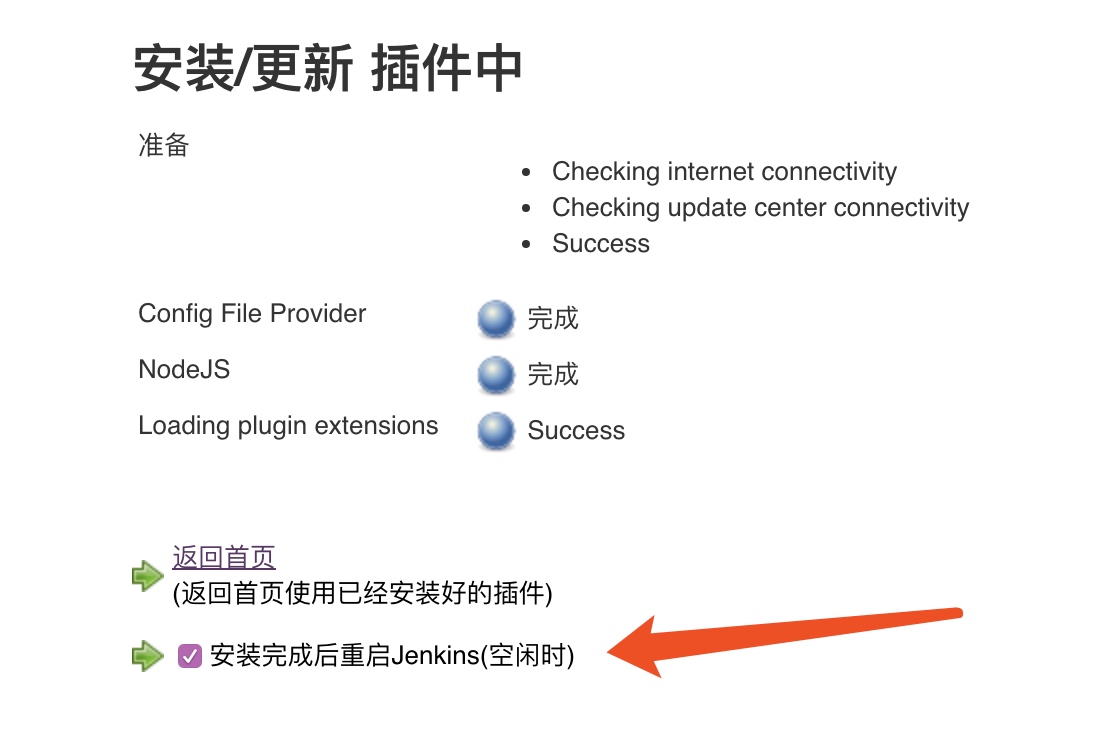 安装/更新 插件中
准备
Checking internet connectivity
Checking update center connectivity
Success
Config File Provider 完成
NodeJS 完成
Loading plugin extensions Success
返回首页
(返回首页使用已经安装好的插件)
安装完成后重启Jenkins(空闲时)